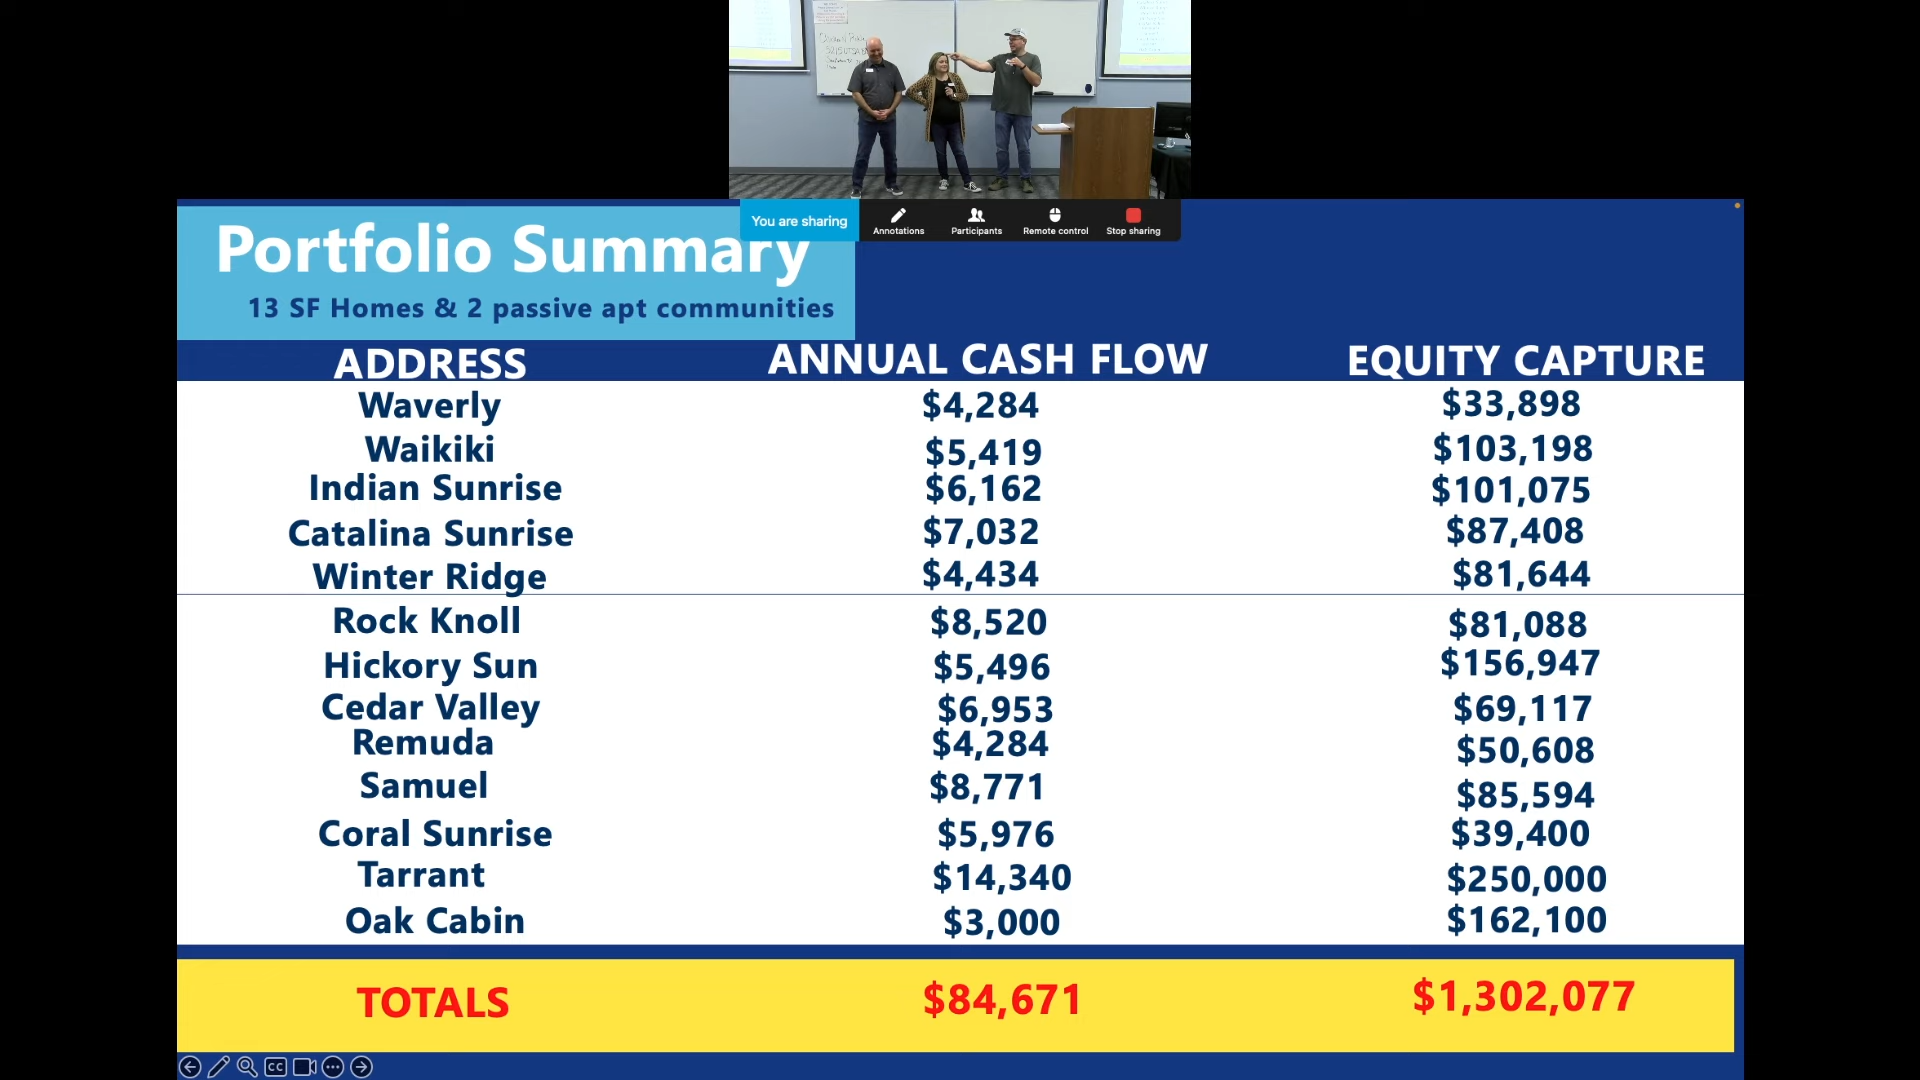 You are sharing
Annotations
Participants
Remote control
Stop sharing
Portfolio Summary
13 SF Homes & 2 passive apt communities
ADDRESS ANNUAL CASH FLOW EQUITY CAPTURE
Waverly $4,284 $33,898
Waikiki $5,419 $103,198
Indian Sunrise $6,162 $101,075
Catalina Sunrise $7,032 $87,408
Winter Ridge $4,434 $81,644
Rock Knoll $8,520 $81,088
Hickory Sun $5,496 $156,947
Cedar Valley $6,953 $69,117
Remuda $4,284 $50,608
Samuel $8,771 $85,594
Coral Sunrise $5,976 $39,400
Tarrant $14,340 $250,000
Oak Cabin $3,000 $162,100
TOTALS $84,671 $1,302,077
CC